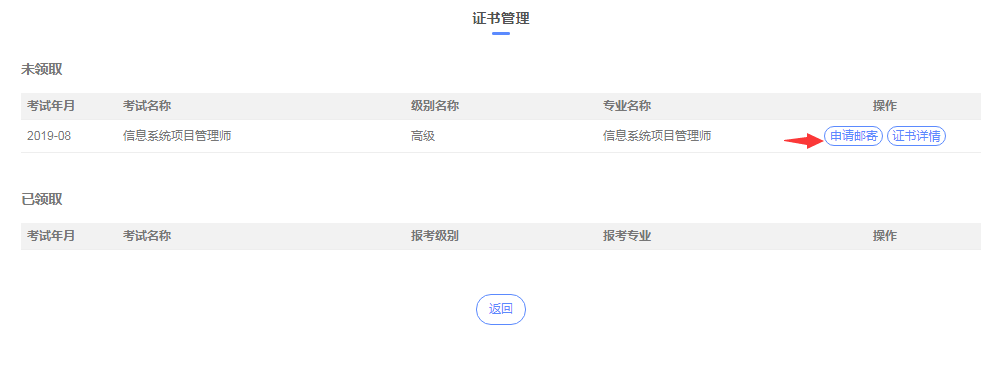 证书管理
未领取
考试年月 考试名称 级别名称 专业名称 操作
2019-08 信息系统项目管理师 高级 信息系统项目管理师 申请邮寄 证书详情
已领取
考试年月 考试名称 报考级别 报考专业 操作
返回